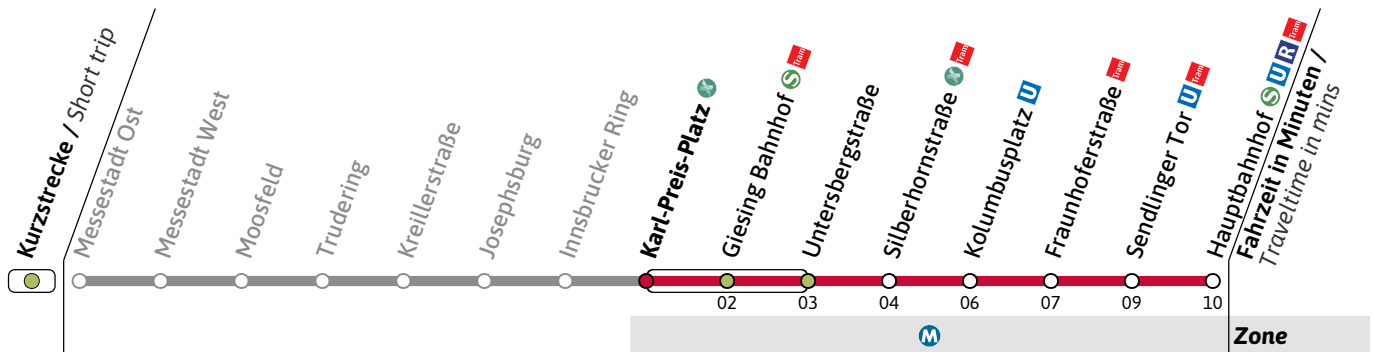 Kurzstrecke / Short trip
Messestadt Ost
Messestadt West
Moosfeld
Trudering
Kreillerstraße
Josephsburg
Innsbrucker Ring
Karl-Preis-Platz X
Giesing Bahnhof S Tram
Untersbergstraße
Silberhornstraße X Tram
Kolumbusplatz U
Fraunhoferstraße Tram
Sendlinger Tor U Tram
Hauptbahnhof S U R Tram
Fahrzeit in Minuten /
Traveltime in mins
02 03 04 06 07 09 10
M Zone